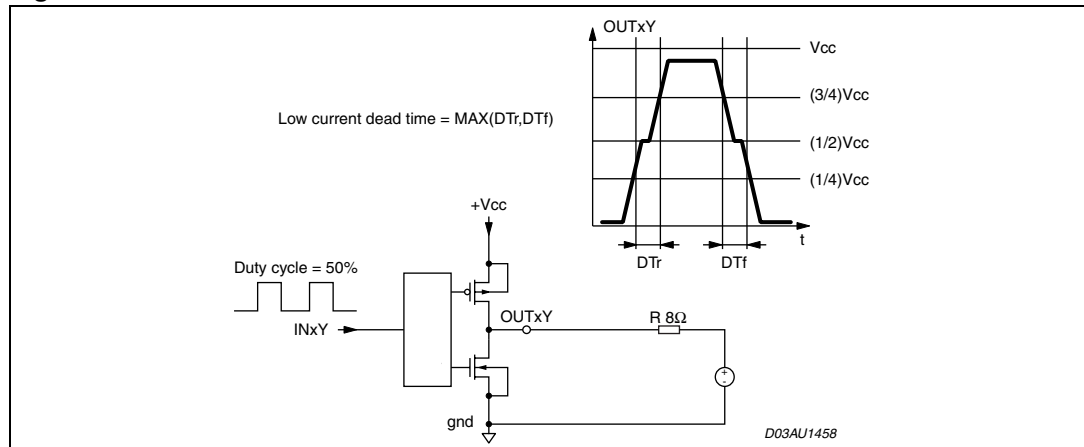 OUTxY
Vcc
(3/4)Vcc
Low current dead time = MAX(DTr,DTf)
(1/2)Vcc
(1/4)Vcc
+Vcc
t
DTr
DTf
Duty cycle = 50%
OUTxY
R 8Ω
INxY
+
-
gnd
D03AU1458